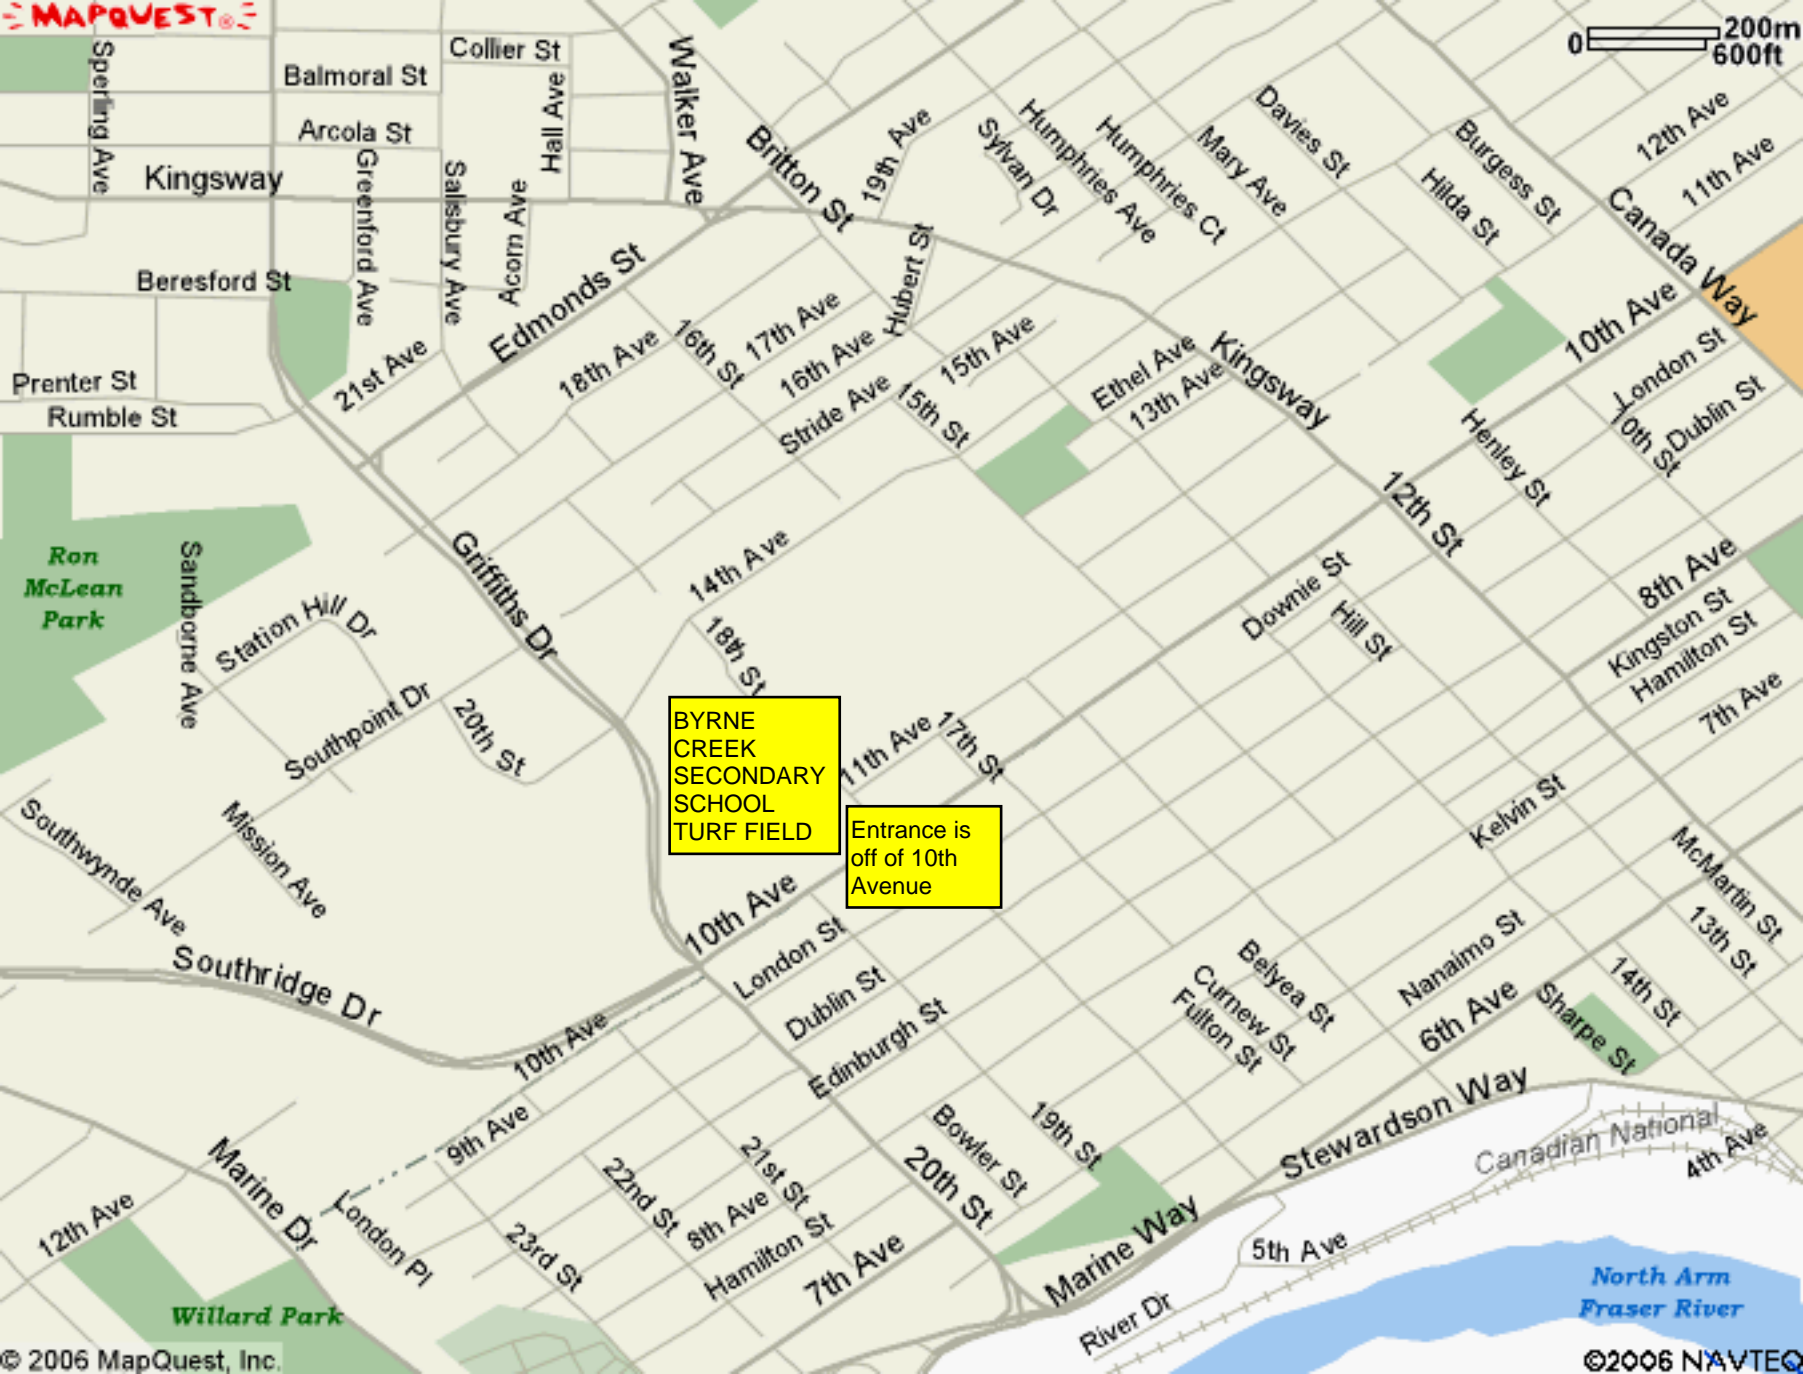 MAPQUEST®
200m
0
600ft
Collier St
Balmoral St
Sperling Ave
Hall Ave
Walker Ave
Arcola St
Kingsway
Greenford Ave
Salisbury Ave
Acorn Ave
Britton St
19th Ave
Sylvan Dr
Humphries Ave
Humphries Ct
Mary Ave
Davies St
Burgess St
Hilda St
12th Ave
11th Ave
Canada Way
Beresford St
Edmonds St
Hubert St
10th Ave
London St
Dublin St
10th St
Prenter St
Rumble St
21st Ave
18th Ave
16th St
17th Ave
16th Ave
15th Ave
Stride Ave
15th St
Ethel Ave
13th Ave
Kingsway
Henley St
12th St
Ron
McLean
Park
Sandborne Ave
Station Hill Dr
Griffiths Dr
14th Ave
18th St
Downie St
Hill St
8th Ave
Kingston St
Hamilton St
7th Ave
Southpoint Dr
20th St
BYRNE
CREEK
SECONDARY
SCHOOL
TURF FIELD
11th Ave
17th St
Entrance is
off of 10th
Avenue
Southwynde Ave
Mission Ave
Kelvin St
McMartin St
10th Ave
London St
Southridge Dr
Dublin St
Edinburgh St
10th Ave
Belyea St
Curnew St
Fulton St
Nanaimo St
6th Ave
13th St
14th St
Sharpe St
9th Ave
Bowler St
19th St
Stewardson Way
Canadian National
4th Ave
Marine Dr
London Pl
22nd St
21st St
8th Ave
20th St
12th Ave
23rd St
Hamilton St
7th Ave
Marine Way
5th Ave
River Dr
North Arm
Fraser River
Willard Park
© 2006 MapQuest, Inc.
©2006 NAVTEQ